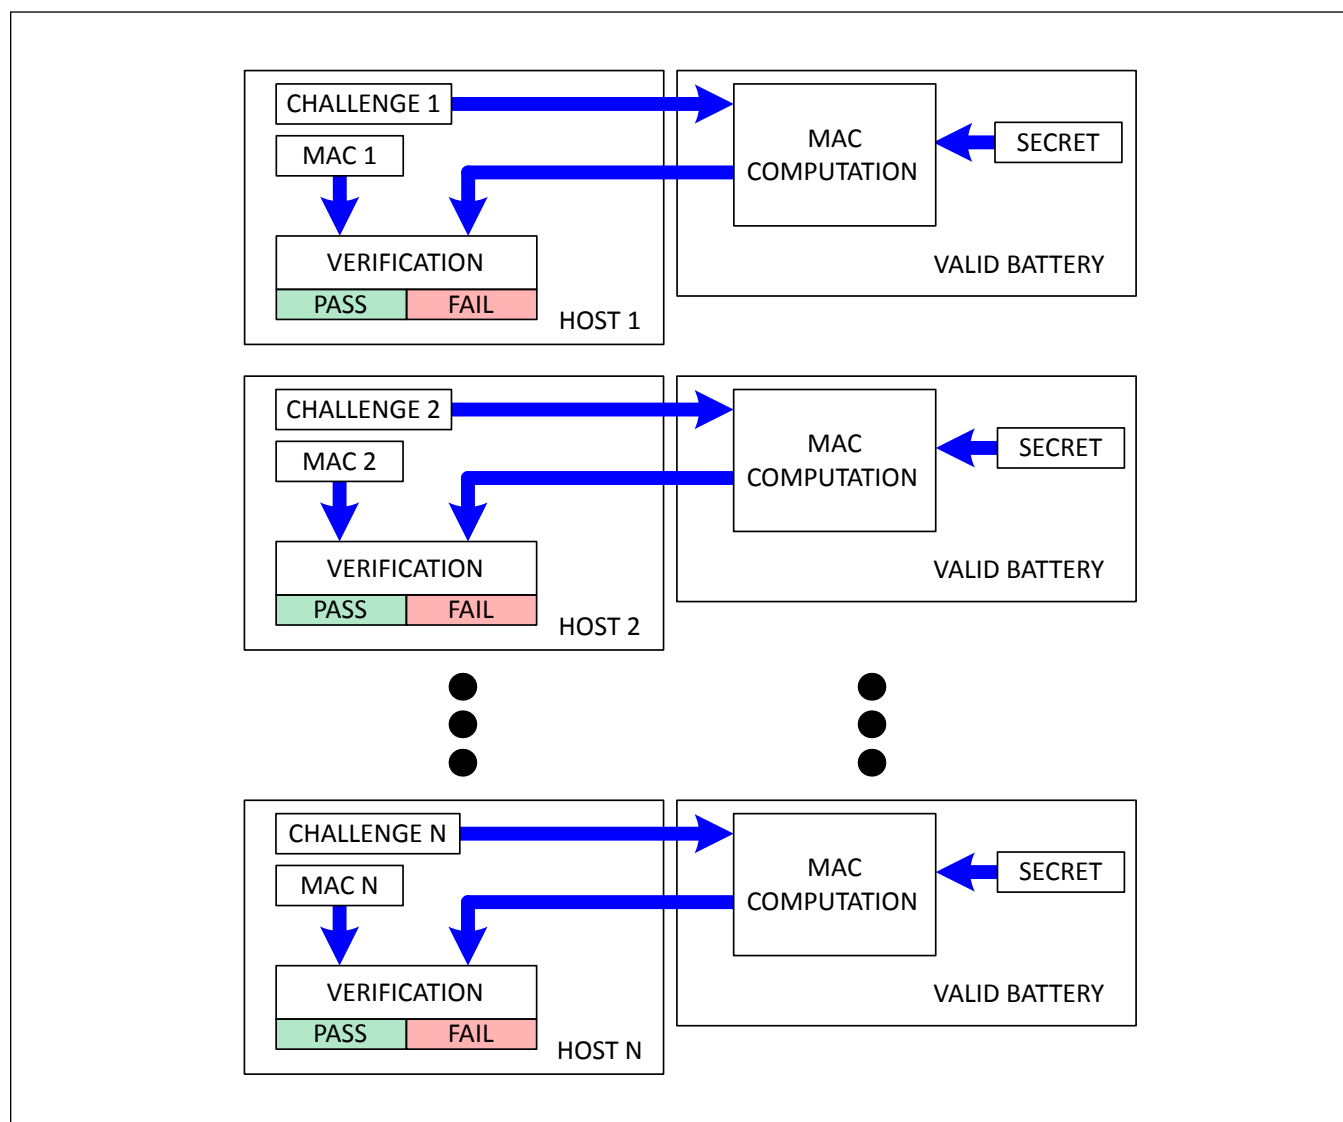 CHALLENGE 1
MAC 1
VERIFICATION
PASS
FAIL
HOST 1
MAC
COMPUTATION
SECRET
VALID BATTERY
CHALLENGE 2
MAC 2
VERIFICATION
PASS
FAIL
HOST 2
MAC
COMPUTATION
SECRET
VALID BATTERY
CHALLENGE N
MAC N
VERIFICATION
PASS
FAIL
HOST N
MAC
COMPUTATION
SECRET
VALID BATTERY